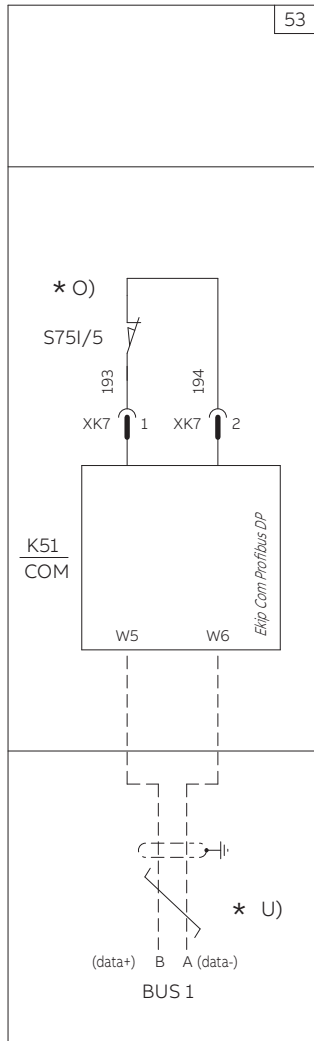 53
* O)
S75I/5
193 194
XK7 1 XK7 2
K51
COM
Ekip Com Profibus DP
W5 W6
* U)
(data+) B A (data-)
BUS 1